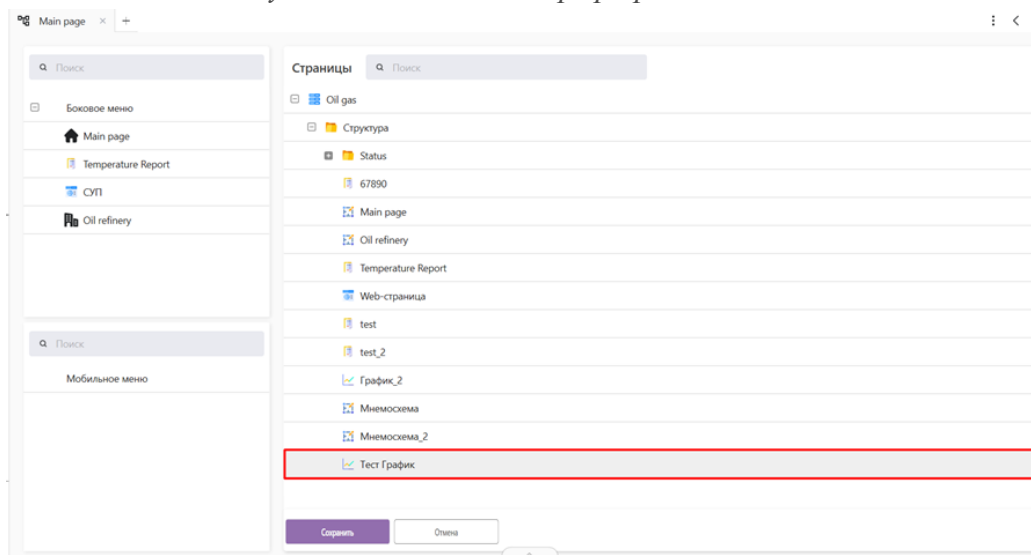 Main page
Поиск
Боковое меню
Main page
Temperature Report
СУП
Oil refinery
Поиск
Мобильное меню
Страницы
Поиск
Oil gas
Структура
Status
67890
Main page
Oil refinery
Temperature Report
Web-страница
test
test_2
График_2
Мнемосхема
Мнемосхема_2
Тест График
Сохранить
Отмена